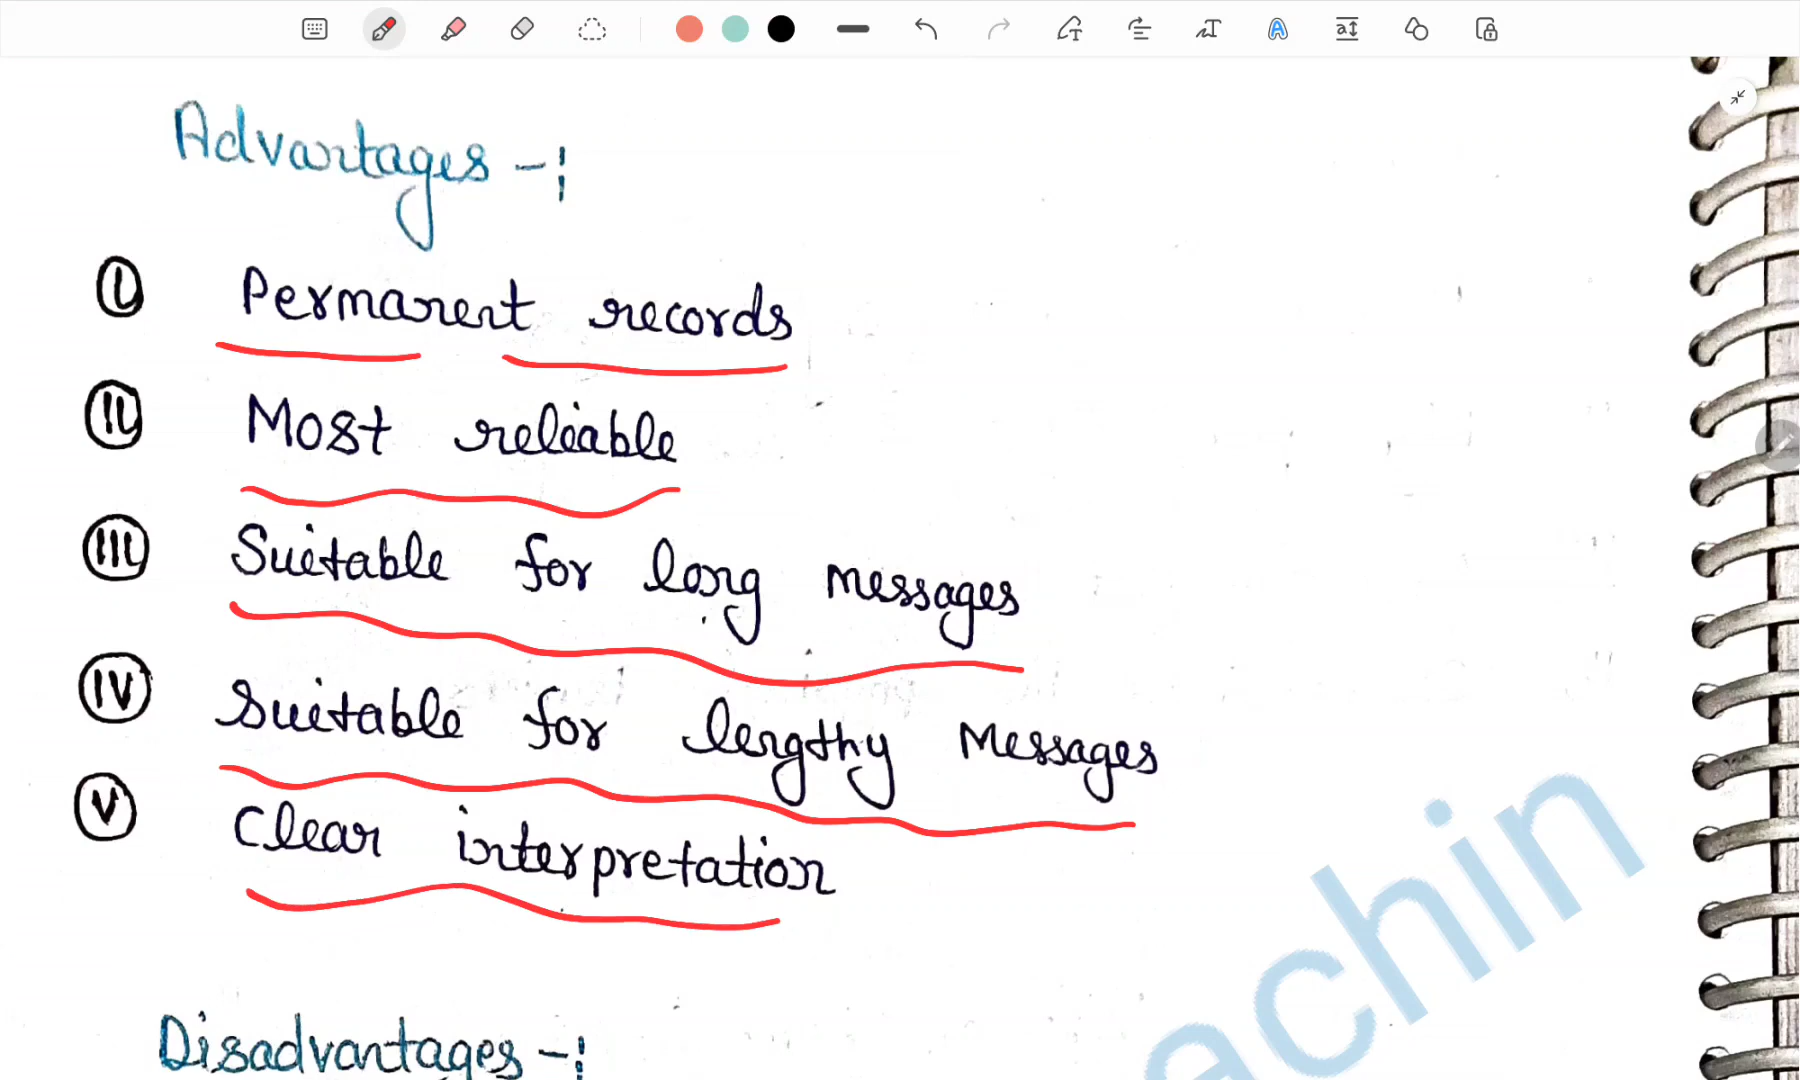 Advantages -:
I Permanent records
II Most reliable
III Suitable for long messages
IV Suitable for lengthy Messages
V Clear interpretation
Disadvantages -:
achin